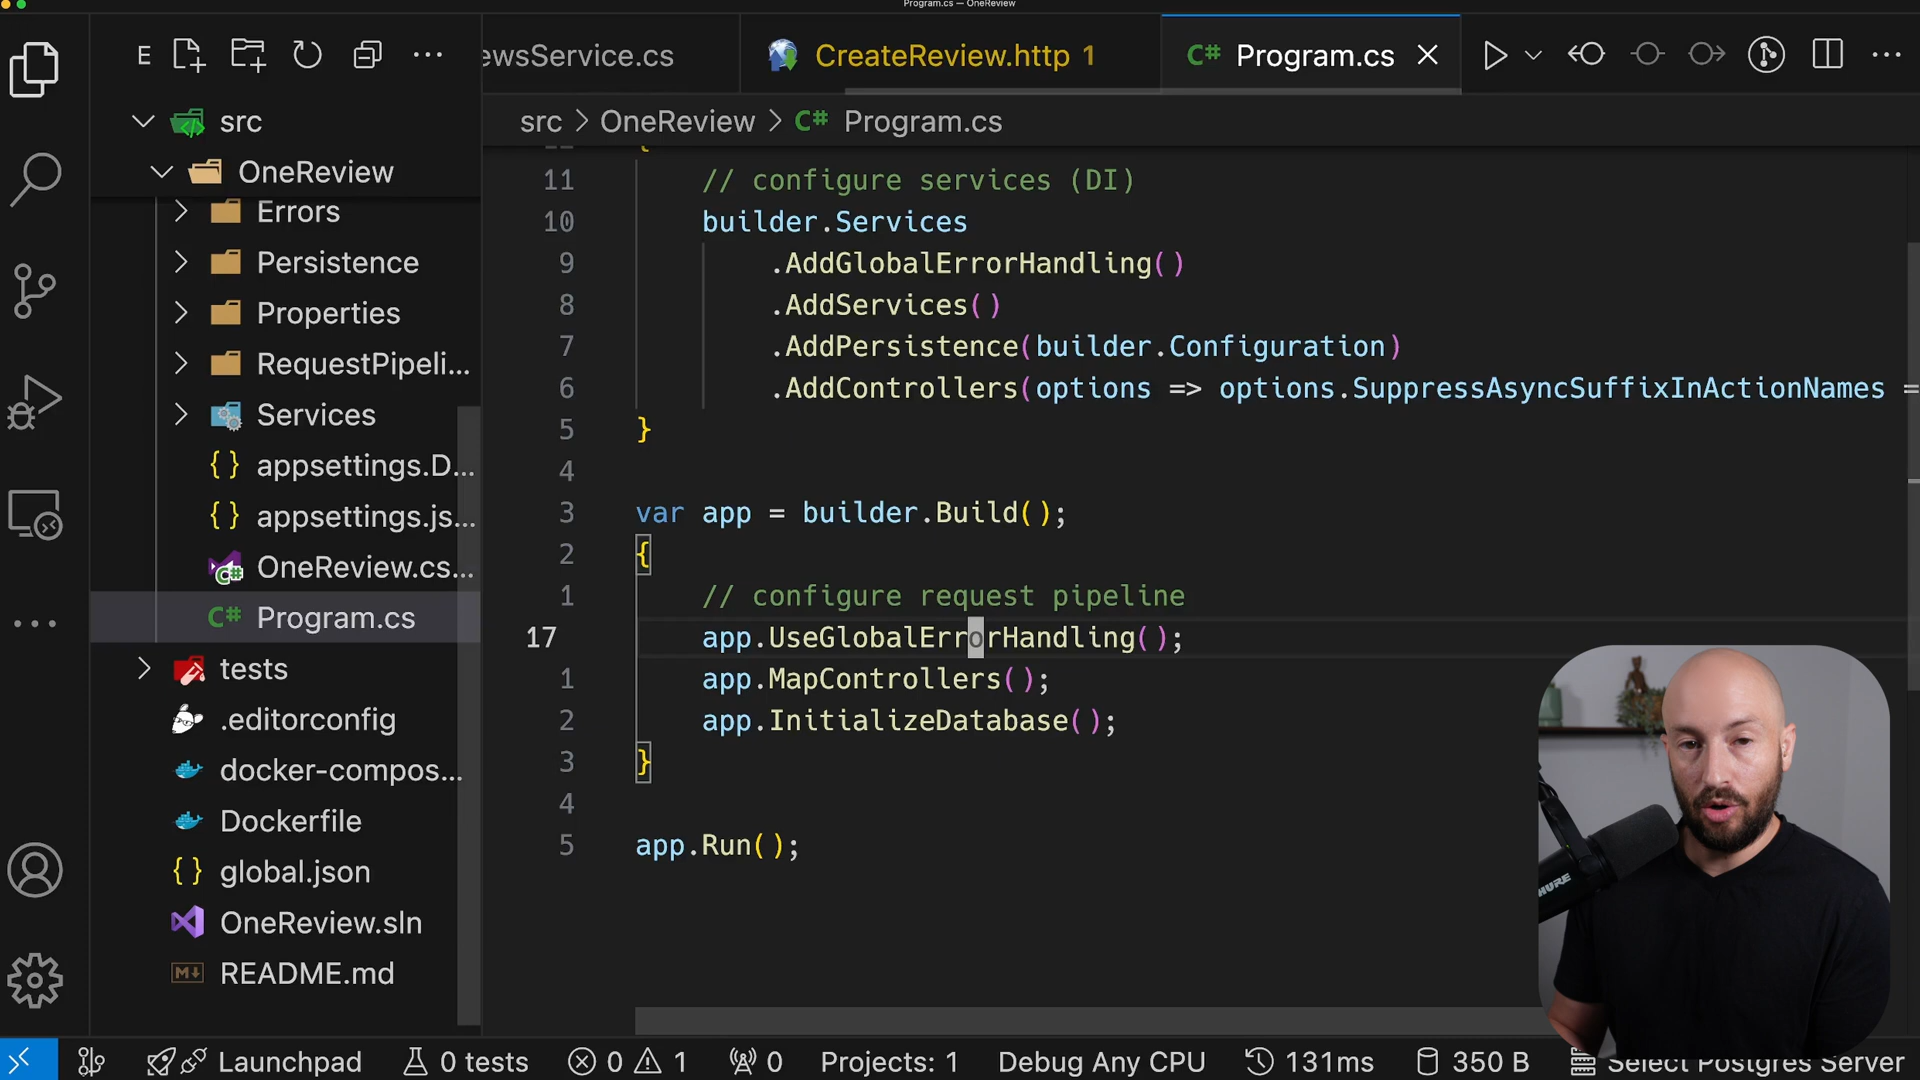 Program.cs — OneReview
E
ewsService.cs
CreateReview.http 1
C# Program.cs
src > OneReview > C# Program.cs
src
OneReview
Errors
Persistence
Properties
RequestPipeli...
Services
{} appsettings.D...
{} appsettings.js...
OneReview.cs...
C# Program.cs
tests
.editorconfig
docker-compos...
Dockerfile
{} global.json
OneReview.sln
README.md
{
11 // configure services (DI)
10 builder.Services
9 .AddGlobalErrorHandling()
8 .AddServices()
7 .AddPersistence(builder.Configuration)
6 .AddControllers(options => options.SuppressAsyncSuffixInActionNames =
5 }
4
3 var app = builder.Build();
2 {
1 // configure request pipeline
17 app.UseGlobalErrorHandling();
1 app.MapControllers();
2 app.InitializeDatabase();
3 }
4
5 app.Run();
SHURE
Launchpad 0 tests 0 1 0 Projects: 1 Debug Any CPU 131ms 350 B Select Postgres Server